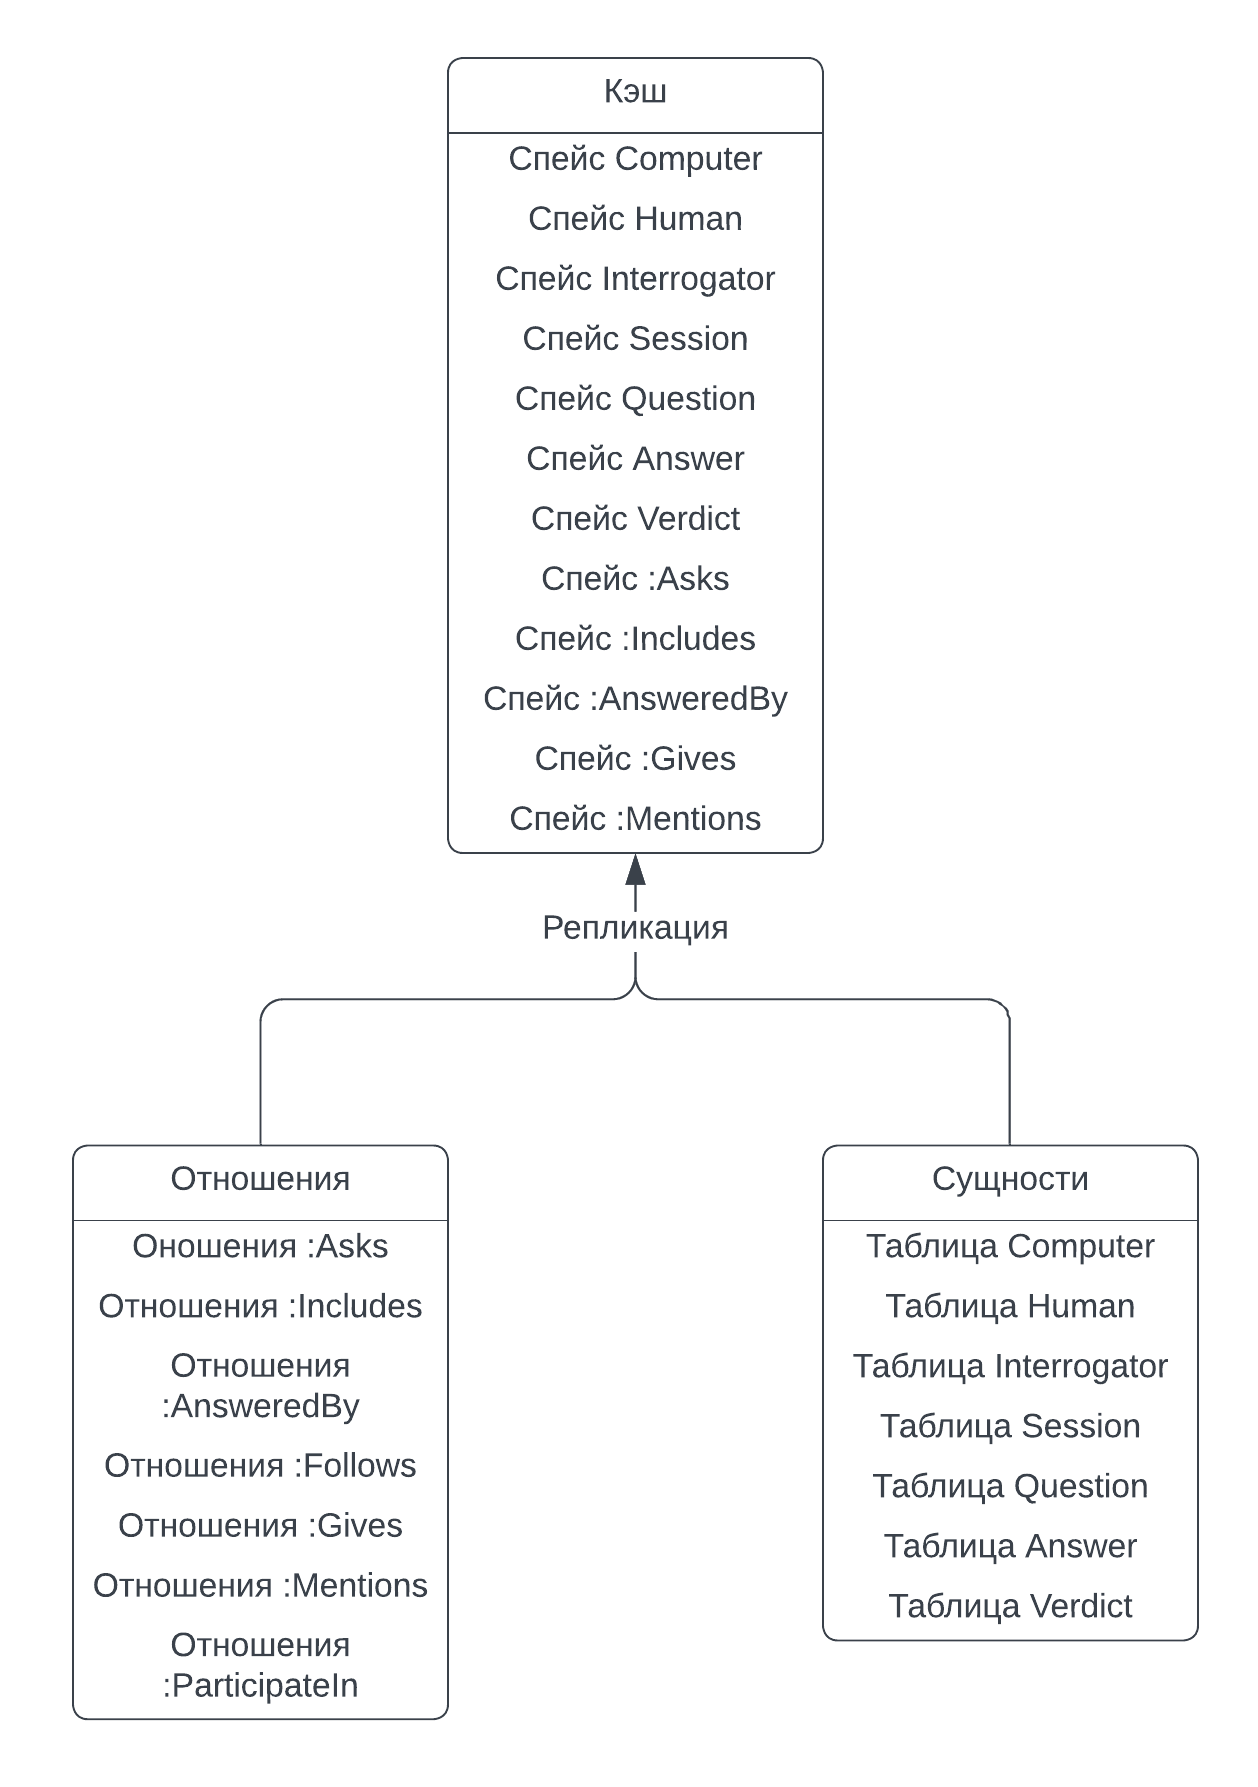 Кэш
Спейс Computer
Спейс Human
Спейс Interrogator
Спейс Session
Спейс Question
Спейс Answer
Спейс Verdict
Спейс :Asks
Спейс :Includes
Спейс :AnsweredBy
Спейс :Gives
Спейс :Mentions
Репликация
Отношения
Оношения :Asks
Отношения :Includes
Отношения
:AnsweredBy
Отношения :Follows
Отношения :Gives
Отношения :Mentions
Отношения
:ParticipateIn
Сущности
Таблица Computer
Таблица Human
Таблица Interrogator
Таблица Session
Таблица Question
Таблица Answer
Таблица Verdict